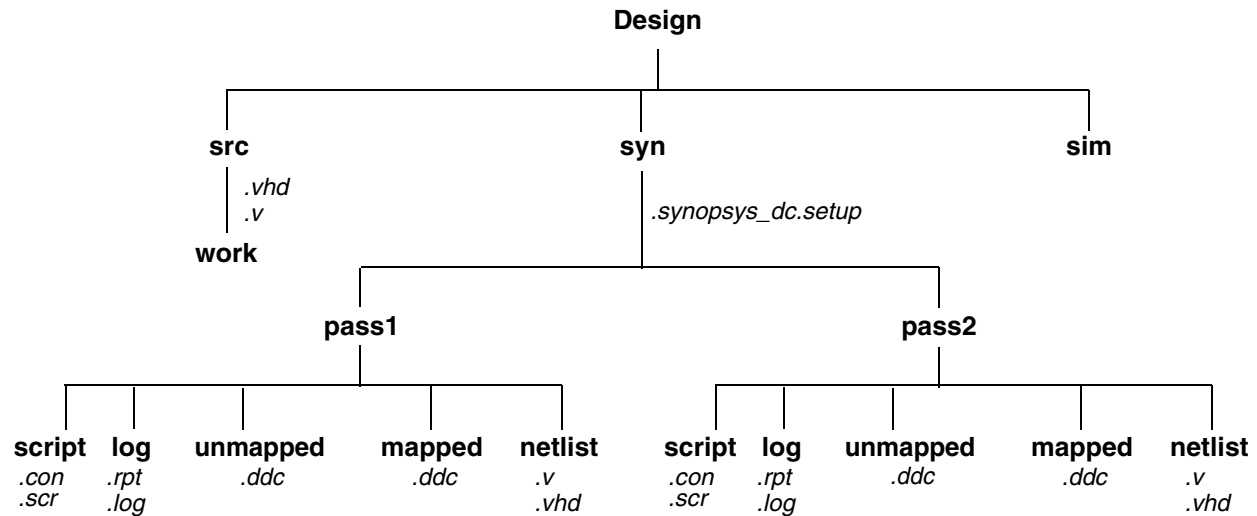 Design
src syn sim
.vhd
.v
.synopsys_dc.setup
work
pass1 pass2
script log unmapped mapped netlist script log unmapped mapped netlist
.con .rpt .ddc .ddc .v .con .rpt .ddc .ddc .v
.scr .log .vhd .scr .log .vhd